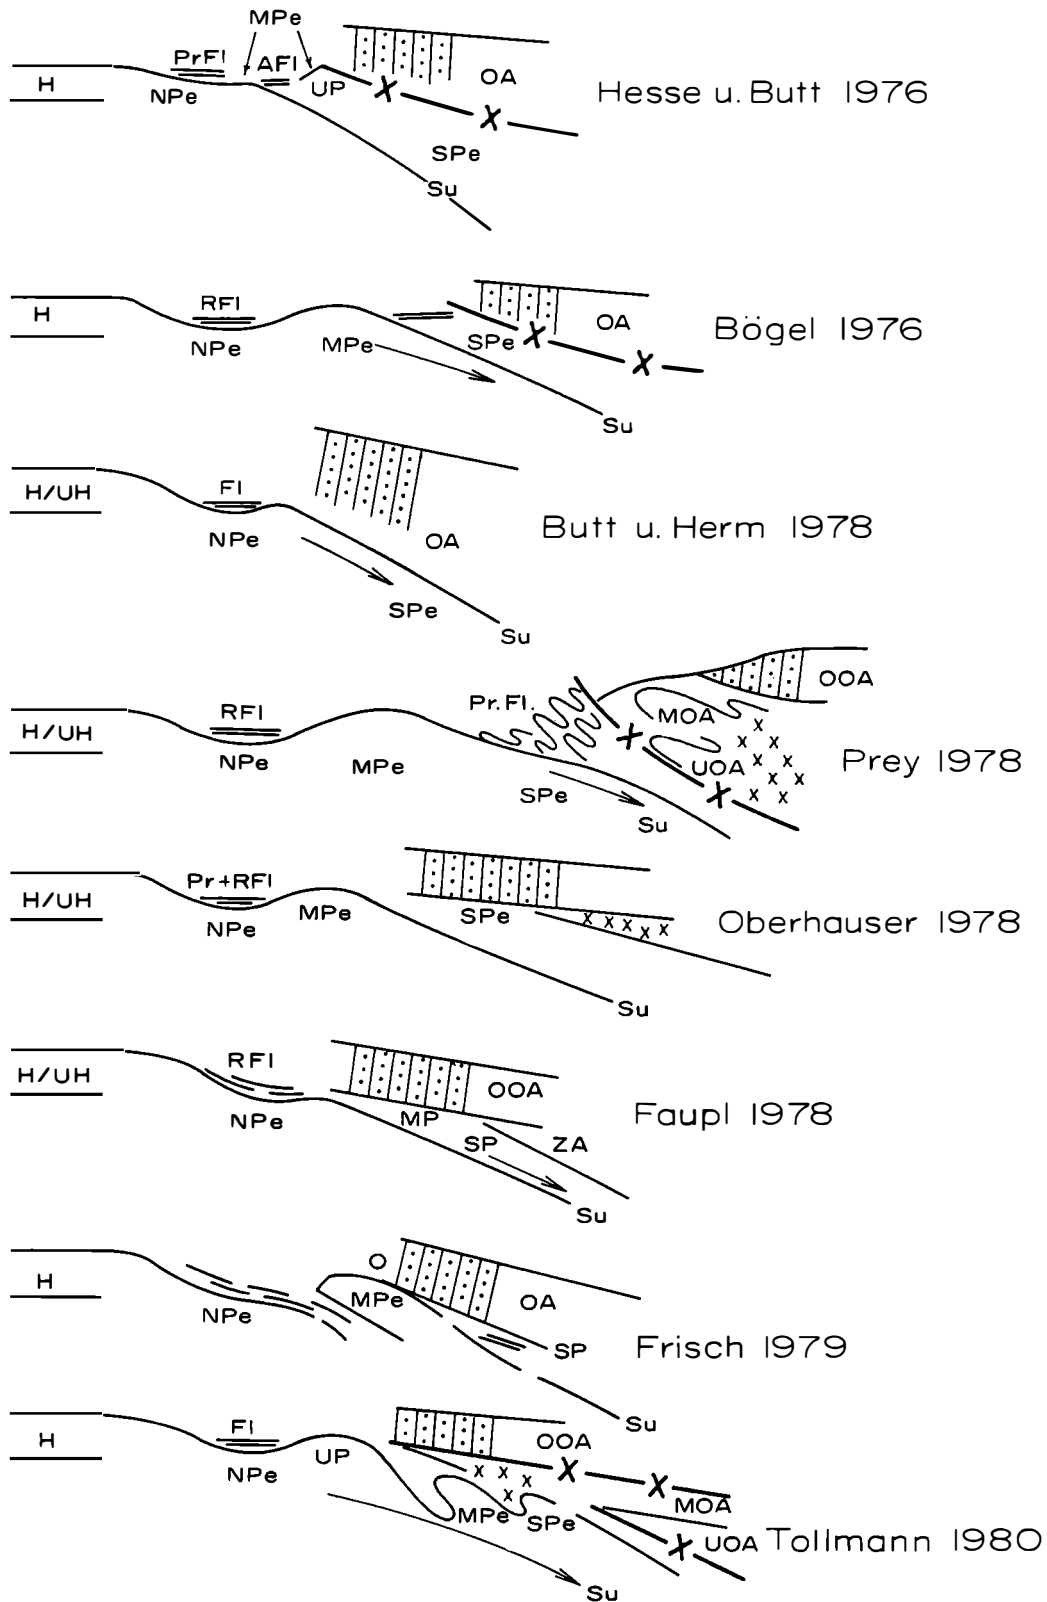 MPe
PrFl AFl
H NPe UP OA
Hesse u. Butt 1976
SPe
Su
H RFl OA
NPe MPe SPe
Bögel 1976
Su
H/UH Fl
NPe OA
Butt u. Herm 1978
SPe
Su
Pr. Fl. OOA
RFl MOA
H/UH NPe MPe UOA
Prey 1978
SPe
Su
Pr+RFl
H/UH MPe SPe
NPe
Oberhauser 1978
Su
RFl
H/UH OOA
NPe MP
Faupl 1978
SP ZA
Su
O
H MPe OA
NPe
SP
Frisch 1979
Su
Fl
H OOA
NPe UP
MOA
MPe SPe
UOA Tollmann 1980
Su